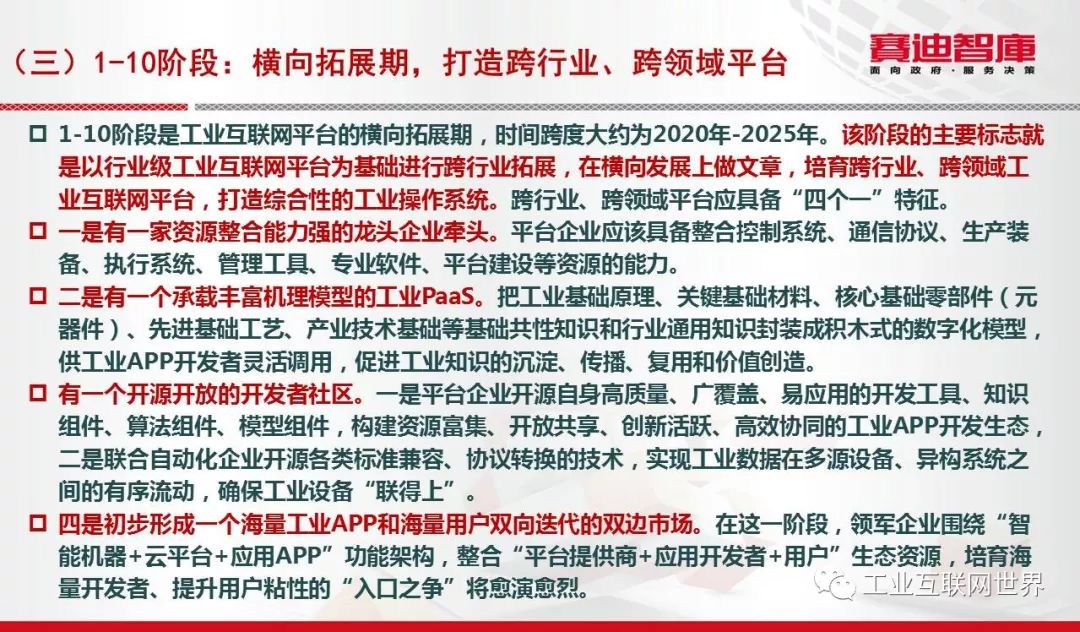 （三）1-10阶段：横向拓展期，打造跨行业、跨领域平台
赛迪智庫
面向政府·服务决策
1-10阶段是工业互联网平台的横向拓展期，时间跨度大约为2020年-2025年。该阶段的主要标志就
是以行业级工业互联网平台为基础进行跨行业拓展，在横向发展上做文章，培育跨行业、跨领域工
业互联网平台，打造综合性的工业操作系统。跨行业、跨领域平台应具备“四个一”特征。
一是有一家资源整合能力强的龙头企业牵头。平台企业应该具备整合控制系统、通信协议、生产装
备、执行系统、管理工具、专业软件、平台建设等资源的能力。
二是有一个承载丰富机理模型的工业PaaS。把工业基础原理、关键基础材料、核心基础零部件（元
器件）、先进基础工艺、产业技术基础等基础共性知识和行业通用知识封装成积木式的数字化模型，
供工业APP开发者灵活调用，促进工业知识的沉淀、传播、复用和价值创造。
有一个开源开放的开发者社区。一是平台企业开源自身高质量、广覆盖、易应用的开发工具、知识
组件、算法组件、模型组件，构建资源富集、开放共享、创新活跃、高效协同的工业APP开发生态，
二是联合自动化企业开源各类标准兼容、协议转换的技术，实现工业数据在多源设备、异构系统之
间的有序流动，确保工业设备“联得上”。
四是初步形成一个海量工业APP和海量用户双向迭代的双边市场。在这一阶段，领军企业围绕“智
能机器+云平台+应用APP”功能架构，整合“平台提供商+应用开发者+用户”生态资源，培育海
量开发者、提升用户粘性的“入口之争”将愈演愈烈。
工业互联网世界